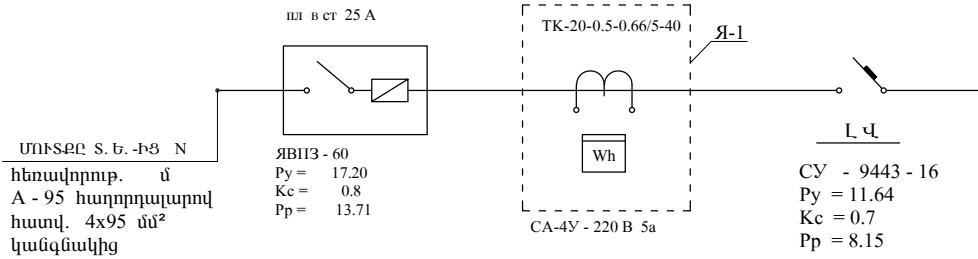 пл в ст 25 А
ТК-20-0.5-0.66/5-40
Я-1
ՄՈՒՏՔԸ Տ. Ե. -ԻՑ N
հեռավորութ. մ
А - 95 հաղորդալարով
հատվ. 4x95 մմ²
կանգնակից
ЯВПЗ - 60
Ру = 17.20
Кс = 0.8
Рр = 13.71
Wh
СА-4У - 220 В 5а
Լ Վ
СУ - 9443 - 16
Ру = 11.64
Кс = 0.7
Рр = 8.15